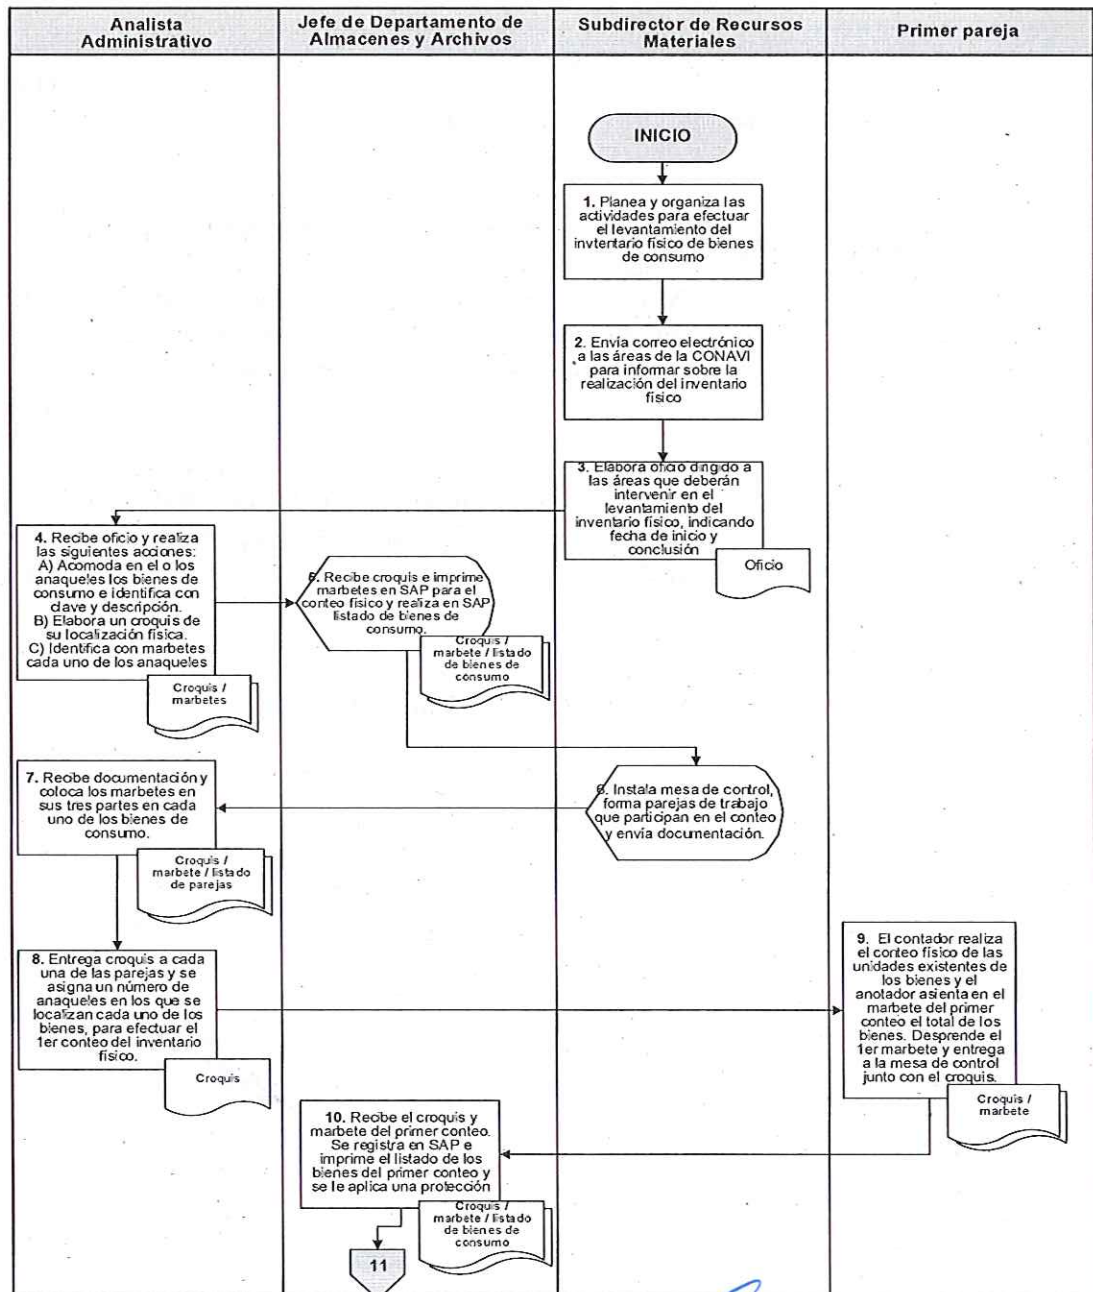 Analista
Administrativo
Jefe de Departamento de
Almacenes y Archivos
Subdirector de Recursos
Materiales
Primer pareja
INICIO
1. Planea y organiza las
actividades para efectuar
el levantamiento del
invtentario físico de bienes
de consumo
2. Envía correo electrónico
a las áreas de la CONAVI
para informar sobre la
realización del inventario
físico
3. Elabora oficio dirigido a
las áreas que deberán
intervenir en el
levantamiento del
inventario físico, indicando
fecha de inicio y
conclusión
Oficio
4. Recibe oficio y realiza
las siguientes acciones:
A) Acomoda en el o los
anaqueles los bienes de
consumo e identifica con
clave y descripción.
B) Elabora un croquis de
su localización física.
C) Identifica con marbetes
cada uno de los anaqueles
Croquis /
marbetes
5. Recibe croquis e imprime
marbetes en SAP para el
conteo físico y realiza en SAP
listado de bienes de
consumo.
Croquis /
marbete / listado
de bienes de
consumo
6. Instala mesa de control,
forma parejas de trabajo
que participan en el conteo
y envía documentación.
7. Recibe documentación y
coloca los marbetes en
sus tres partes en cada
uno de los bienes de
consumo.
Croquis /
marbete / listado
de parejas
8. Entrega croquis a cada
una de las parejas y se
asigna un número de
anaqueles en los que se
localizan cada uno de los
bienes, para efectuar el
1er conteo del inventario
físico.
Croquis
9. El contador realiza
el conteo físico de las
unidades existentes de
los bienes y el
anotador asienta en el
marbete del primer
conteo el total de los
bienes. Desprende el
1er marbete y entrega
a la mesa de control
junto con el croquis.
Croquis /
marbete
10. Recibe el croquis y
marbete del primer conteo.
Se registra en SAP e
imprime el listado de los
bienes del primer conteo y
se le aplica una protección
Croquis /
marbete / listado
de bienes de
consumo
11